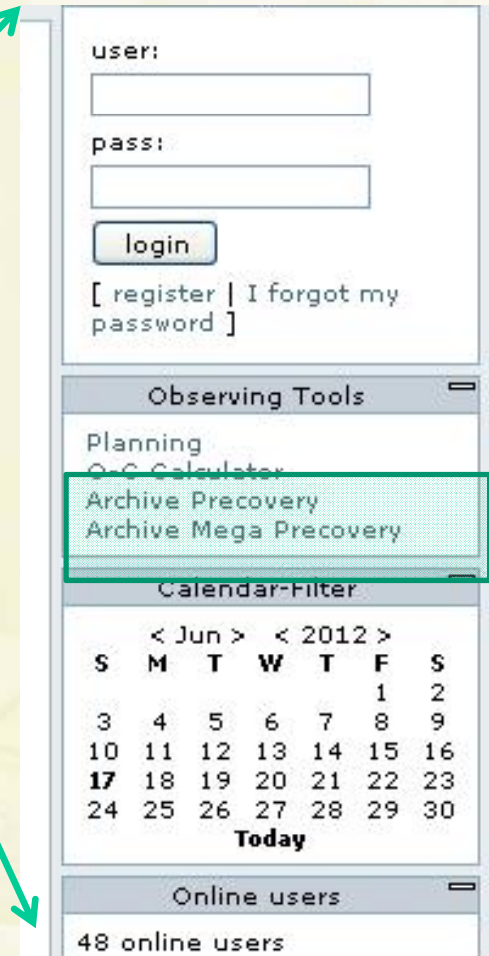 user:
pass:
login
[ register | I forgot my
password ]
Observing Tools
Planning
O-C Calculator
Archive Precovery
Archive Mega Precovery
Calendar-Filter
< Jun > < 2012 >
S M T W T F S
1 2
3 4 5 6 7 8 9
10 11 12 13 14 15 16
17 18 19 20 21 22 23
24 25 26 27 28 29 30
Today
Online users
48 online users